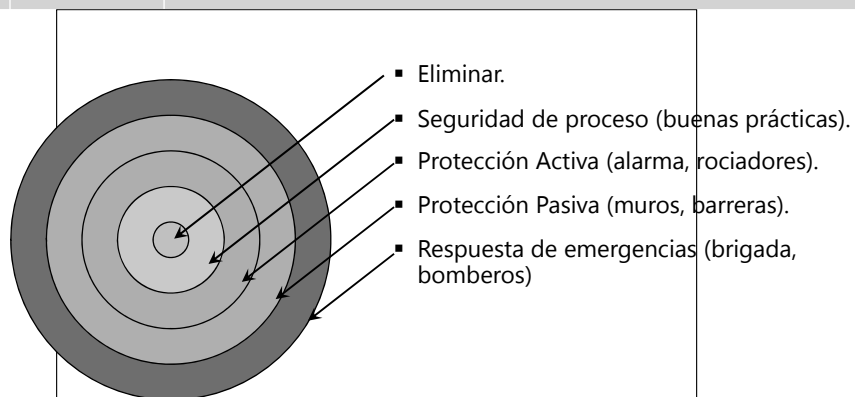 ▪ Eliminar.
▪ Seguridad de proceso (buenas prácticas).
▪ Protección Activa (alarma, rociadores).
▪ Protección Pasiva (muros, barreras).
▪ Respuesta de emergencias (brigada,
bomberos)